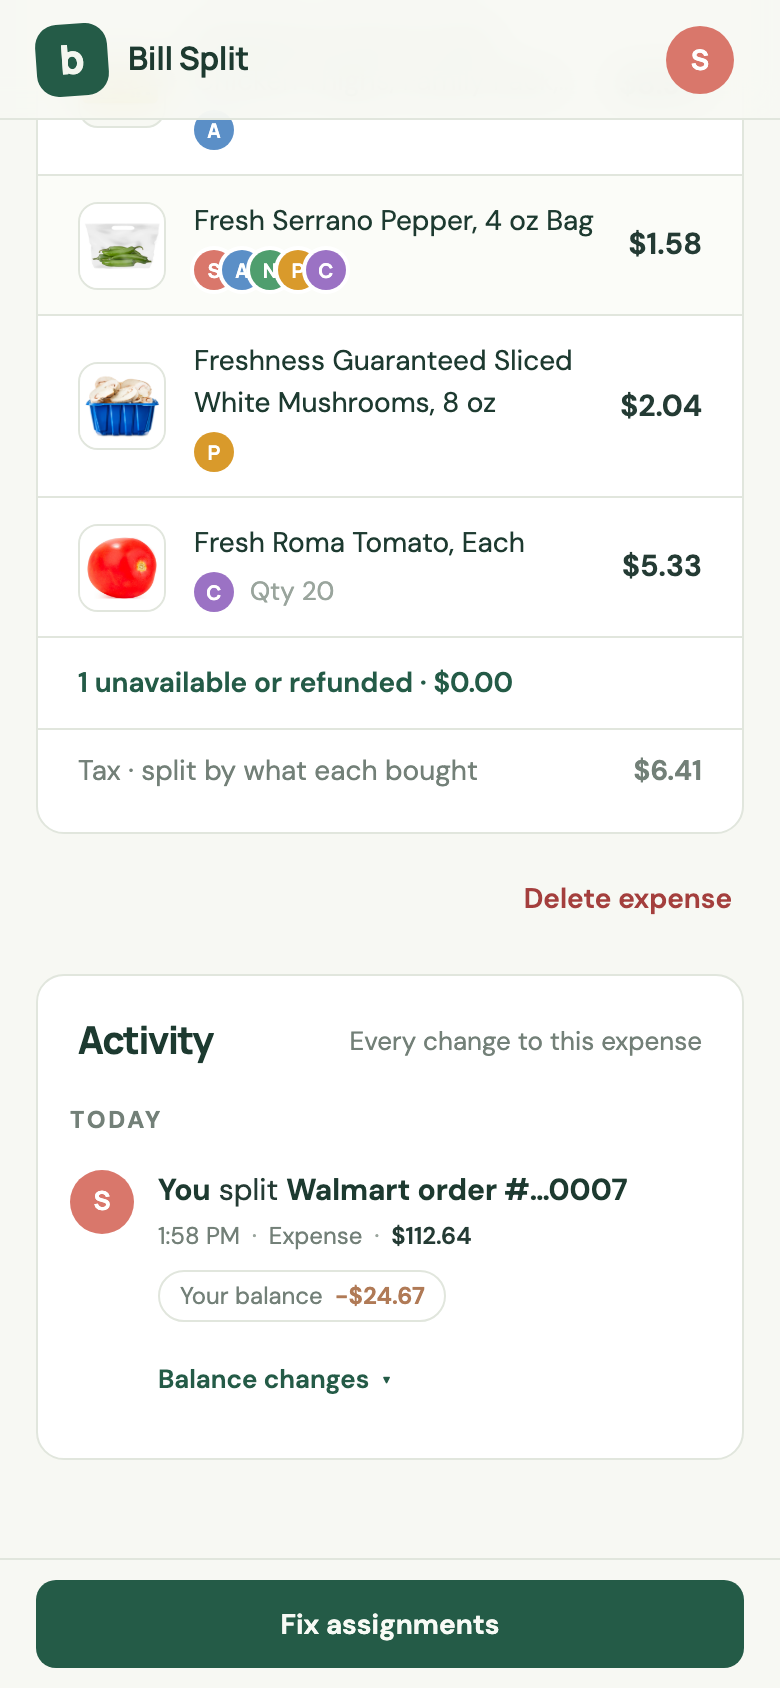 b
Bill Split
S
A
Fresh Serrano Pepper, 4 oz Bag
$1.58
S A N P C
Freshness Guaranteed Sliced
White Mushrooms, 8 oz
$2.04
P
Fresh Roma Tomato, Each
$5.33
C Qty 20
1 unavailable or refunded · $0.00
Tax · split by what each bought
$6.41
Delete expense
Activity
Every change to this expense
TODAY
S
You split Walmart order #…0007
1:58 PM · Expense · $112.64
Your balance -$24.67
Balance changes ▾
Fix assignments